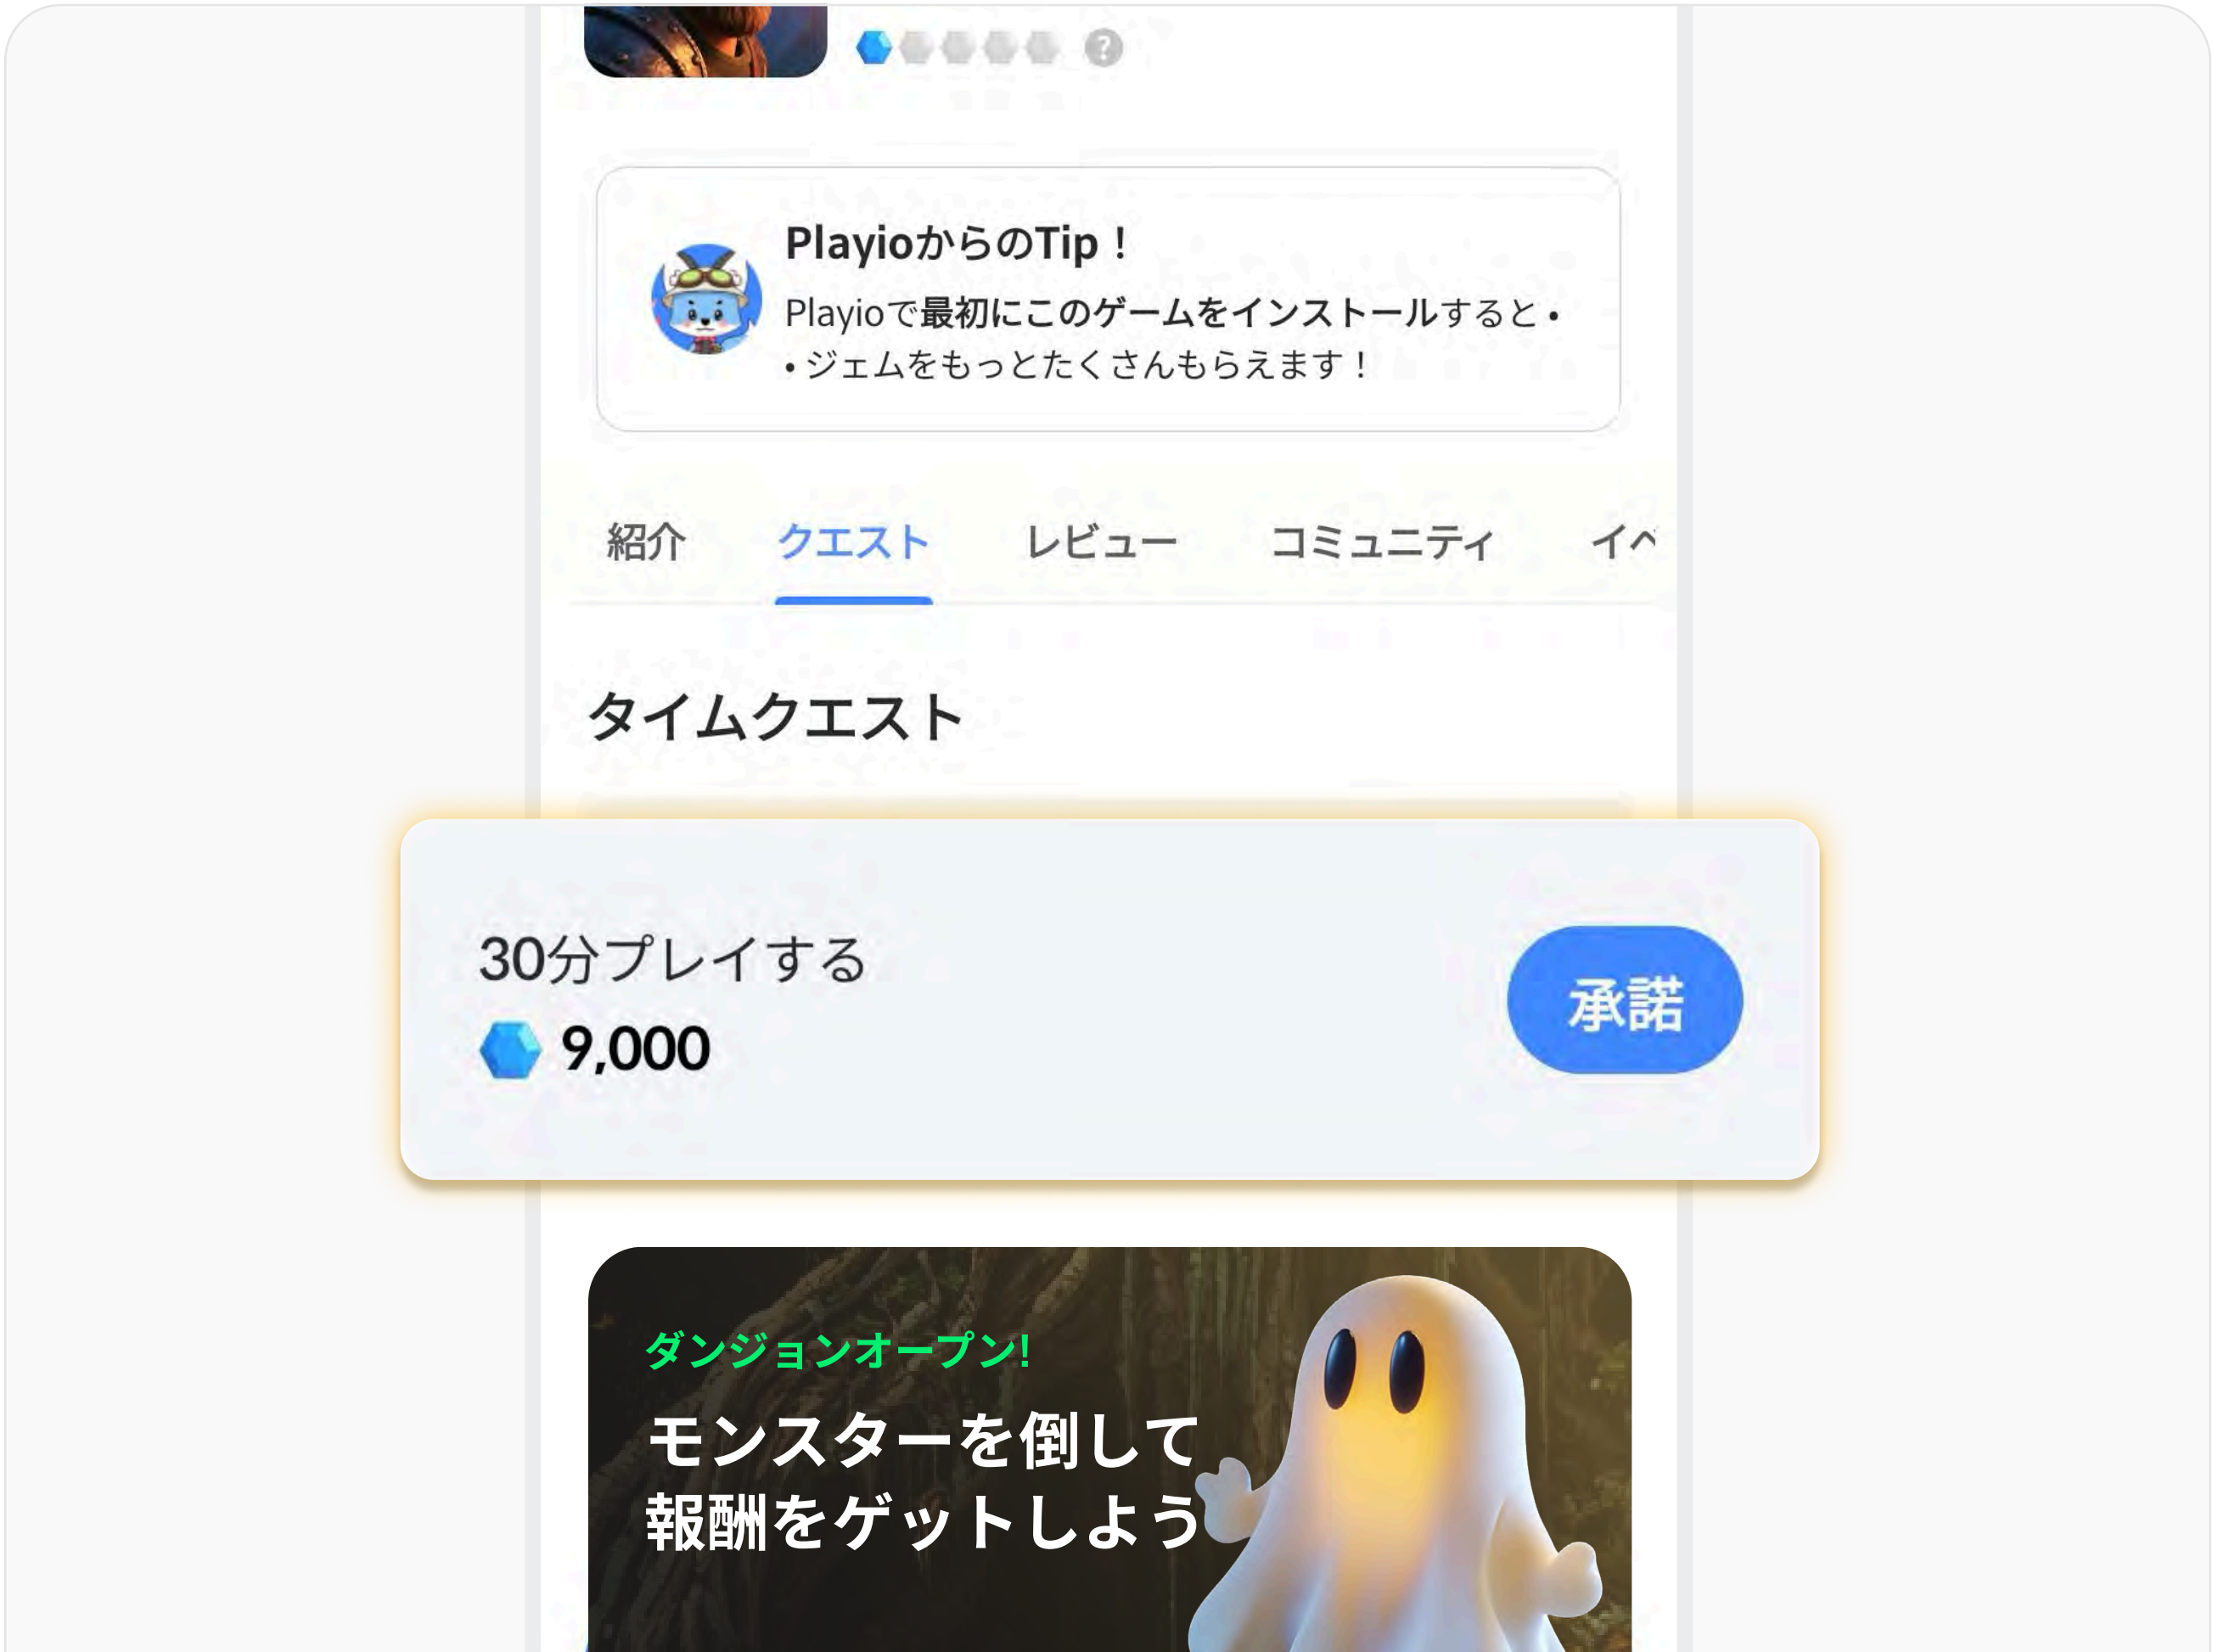 ?
PlayioからのTip！
Playioで最初にこのゲームをインストールすると •
• ジェムをもっとたくさんもらえます！
紹介 クエスト レビュー コミュニティ イベ
タイムクエスト
30分プレイする
9,000
承諾
ダンジョンオープン!
モンスターを倒して
報酬をゲットしよう